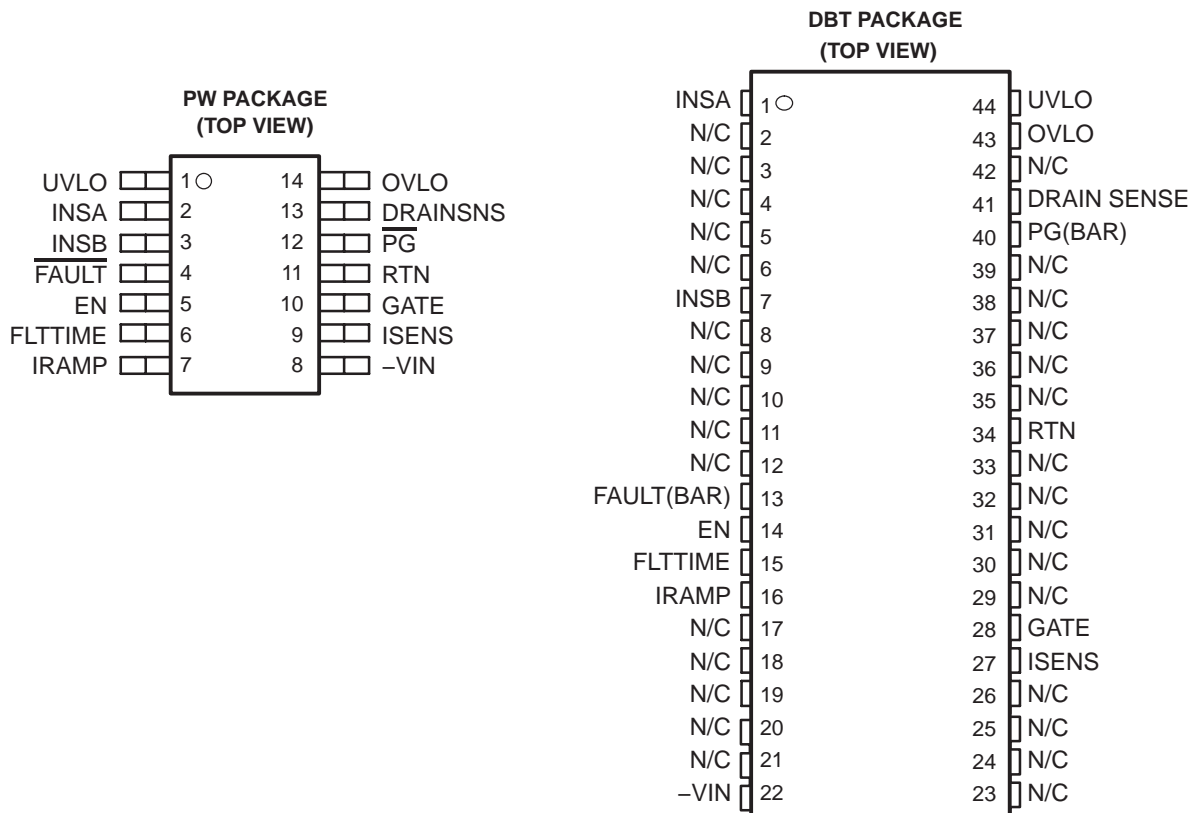 PW PACKAGE
(TOP VIEW)
UVLO 1 14 OVLO
INSA 2 13 DRAINSNS
INSB 3 12 PG
FAULT 4 11 RTN
EN 5 10 GATE
FLTTIME 6 9 ISENS
IRAMP 7 8 –VIN
DBT PACKAGE
(TOP VIEW)
INSA 1 44 UVLO
N/C 2 43 OVLO
N/C 3 42 N/C
N/C 4 41 DRAIN SENSE
N/C 5 40 PG(BAR)
N/C 6 39 N/C
INSB 7 38 N/C
N/C 8 37 N/C
N/C 9 36 N/C
N/C 10 35 N/C
N/C 11 34 RTN
N/C 12 33 N/C
FAULT(BAR) 13 32 N/C
EN 14 31 N/C
FLTTIME 15 30 N/C
IRAMP 16 29 N/C
N/C 17 28 GATE
N/C 18 27 ISENS
N/C 19 26 N/C
N/C 20 25 N/C
N/C 21 24 N/C
–VIN 22 23 N/C